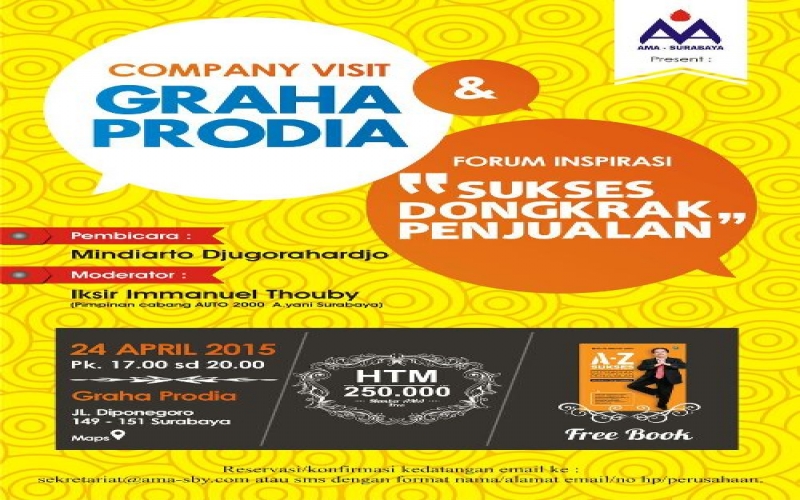 AMA - SURABAYA
Present :
COMPANY VISIT
GRAHA
PRODIA
&
FORUM INSPIRASI
"SUKSES
DONGKRAK
PENJUALAN"
Pembicara :
Mindiarto Djugorahardjo
Moderator :
Iksir Immanuel Thouby
(Pimpinan cabang AUTO 2000 A.yani Surabaya)
24 APRIL 2015
Pk. 17.00 sd 20.00
Graha Prodia
JL. Diponegoro
149 - 151 Surabaya
Maps
HTM
250.000
Member AMA
Free
A-Z
SUKSES
Free Book
Reservasi/konfirmasi kedatangan email ke :
sekretariat@ama-sby.com atau sms dengan format nama/alamat email/no hp/perusahaan.